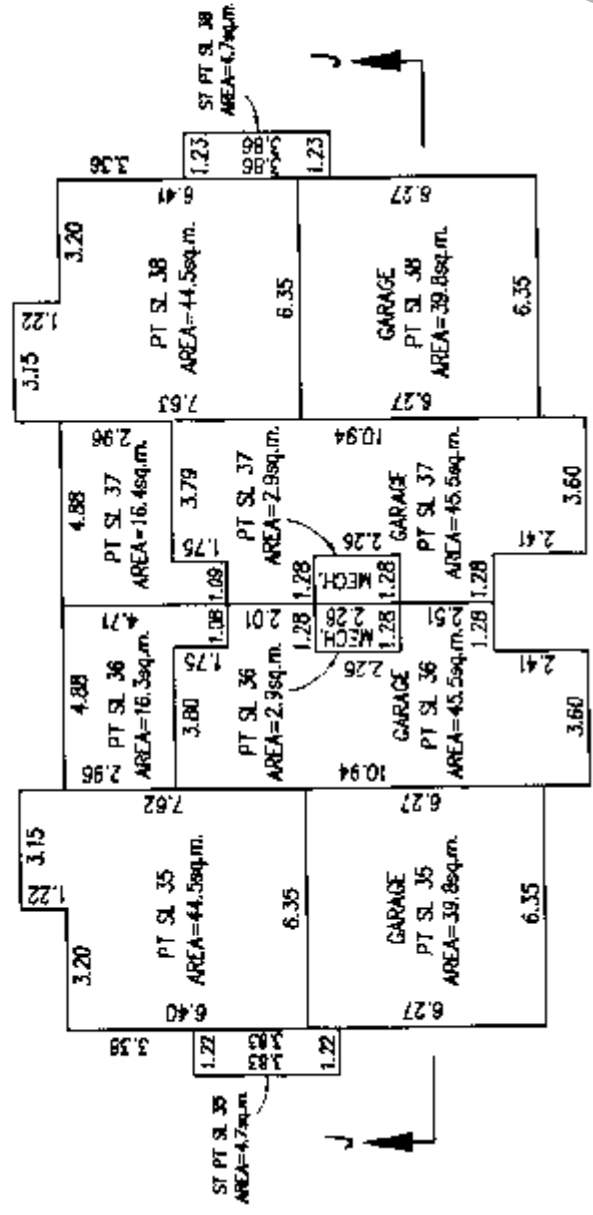 ST PT SL 38
AREA=4.7sq.m.
1.23
3.86
3.86
1.23
3.36
6.41
6.27
3.20
1.22
3.15
PT SL 38
AREA=44.5sq.m.
6.35
GARAGE
PT SL 38
AREA=39.8sq.m.
6.35
7.63
6.27
2.96
10.94
4.88
PT SL 37
AREA=16.4sq.m.
3.79
1.75
1.09
PT SL 37
AREA=2.9sq.m.
1.28
MECH.
2.26
1.28
GARAGE
PT SL 37
AREA=45.5sq.m.
1.28
2.41
3.60
4.71
2.01
2.26
2.51
4.88
PT SL 36
AREA=16.3sq.m.
2.96
1.08
1.75
3.80
PT SL 36
AREA=2.9sq.m.
1.28
MECH.
2.26
1.28
GARAGE
PT SL 36
AREA=45.5sq.m.
1.28
2.41
3.60
10.94
7.62
6.27
3.15
1.22
3.20
PT SL 35
AREA=44.5sq.m.
6.35
GARAGE
PT SL 35
AREA=39.8sq.m.
6.35
6.40
6.27
3.38
1.22
3.83
3.83
1.22
ST PT SL 35
AREA=4.7sq.m.